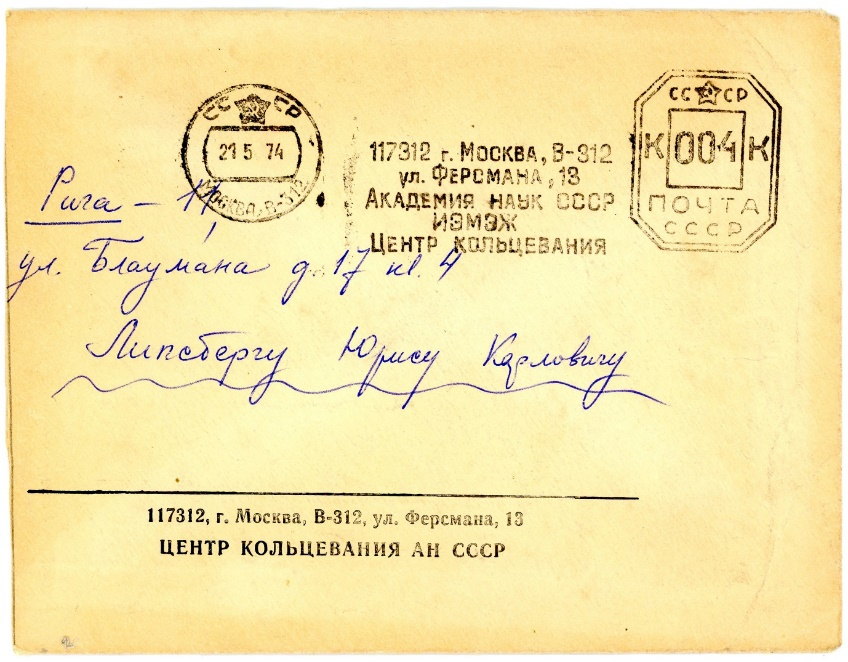 СССР
21 5 74
МОСКВА, В-312
117312 г. МОСКВА, В-312
ул. ФЕРСМАНА, 13
АКАДЕМИЯ НАУК СССР
ИЭМЭЖ
ЦЕНТР КОЛЬЦЕВАНИЯ
СССР
К 004 К
ПОЧТА
СССР
Рига – 11,
ул. Блаумана д. 17 кв. 4
Липсбергу Юрису Карловичу
117312, г. Москва, В-312, ул. Ферсмана, 13
ЦЕНТР КОЛЬЦЕВАНИЯ АН СССР